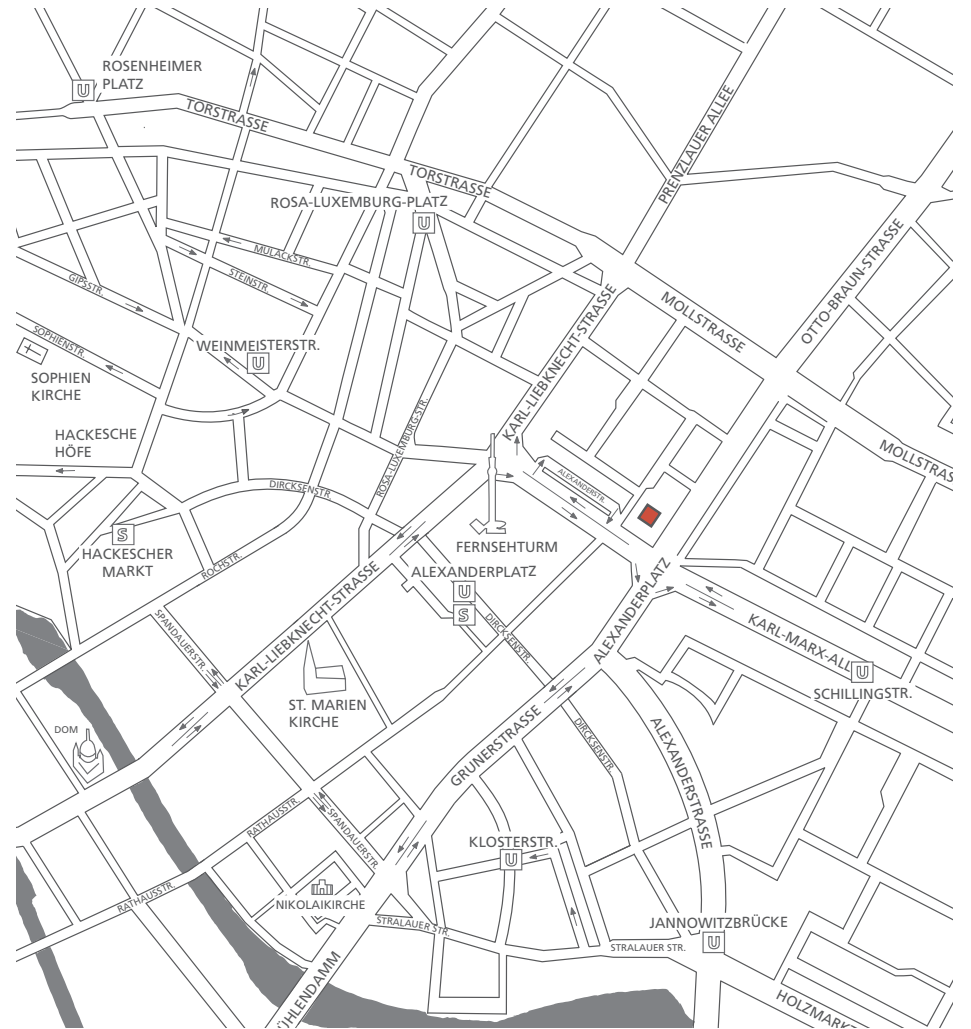 ROSENHEIMER
PLATZ
U
TORSTRASSE
PRENZLAUER ALLEE
TORSTRASSE
ROSA-LUXEMBURG-PLATZ
U
MULACKSTR.
STEINSTR.
GIPSSTR.
OTTO-BRAUN-STRASSE
MOLLSTRASSE
SOPHIENSTR.
WEINMEISTERSTR.
U
KARL-LIEBKNECHT-STRASSE
SOPHIEN
KIRCHE
HACKESCHE
HÖFE
ROSA-LUXEMBURG-STR.
MOLLSTRAS
DIRCKSENSTR.
ALEXANDERSTR.
S
HACKESCHER
MARKT
FERNSEHTURM
ROCHSTR.
ALEXANDERPLATZ
U
S
KARL-LIEBKNECHT-STRASSE
ALEXANDERPLATZ
SPANDAUERSTR.
DIRCKSENSTR.
KARL-MARX-ALL
U
SCHILLINGSTR.
ST. MARIEN
KIRCHE
DOM
GRUNERSTRASSE
DIRCKSENSTR.
ALEXANDERSTRASSE
RATHAUSSTR.
SPANDAUERSTR.
KLOSTERSTR.
U
RATHAUSSTR.
NIKOLAIKIRCHE
STRALAUER STR.
JANNOWITZBRÜCKE
U
STRALAUER STR.
ÜHLENDAMM
HOLZMARK